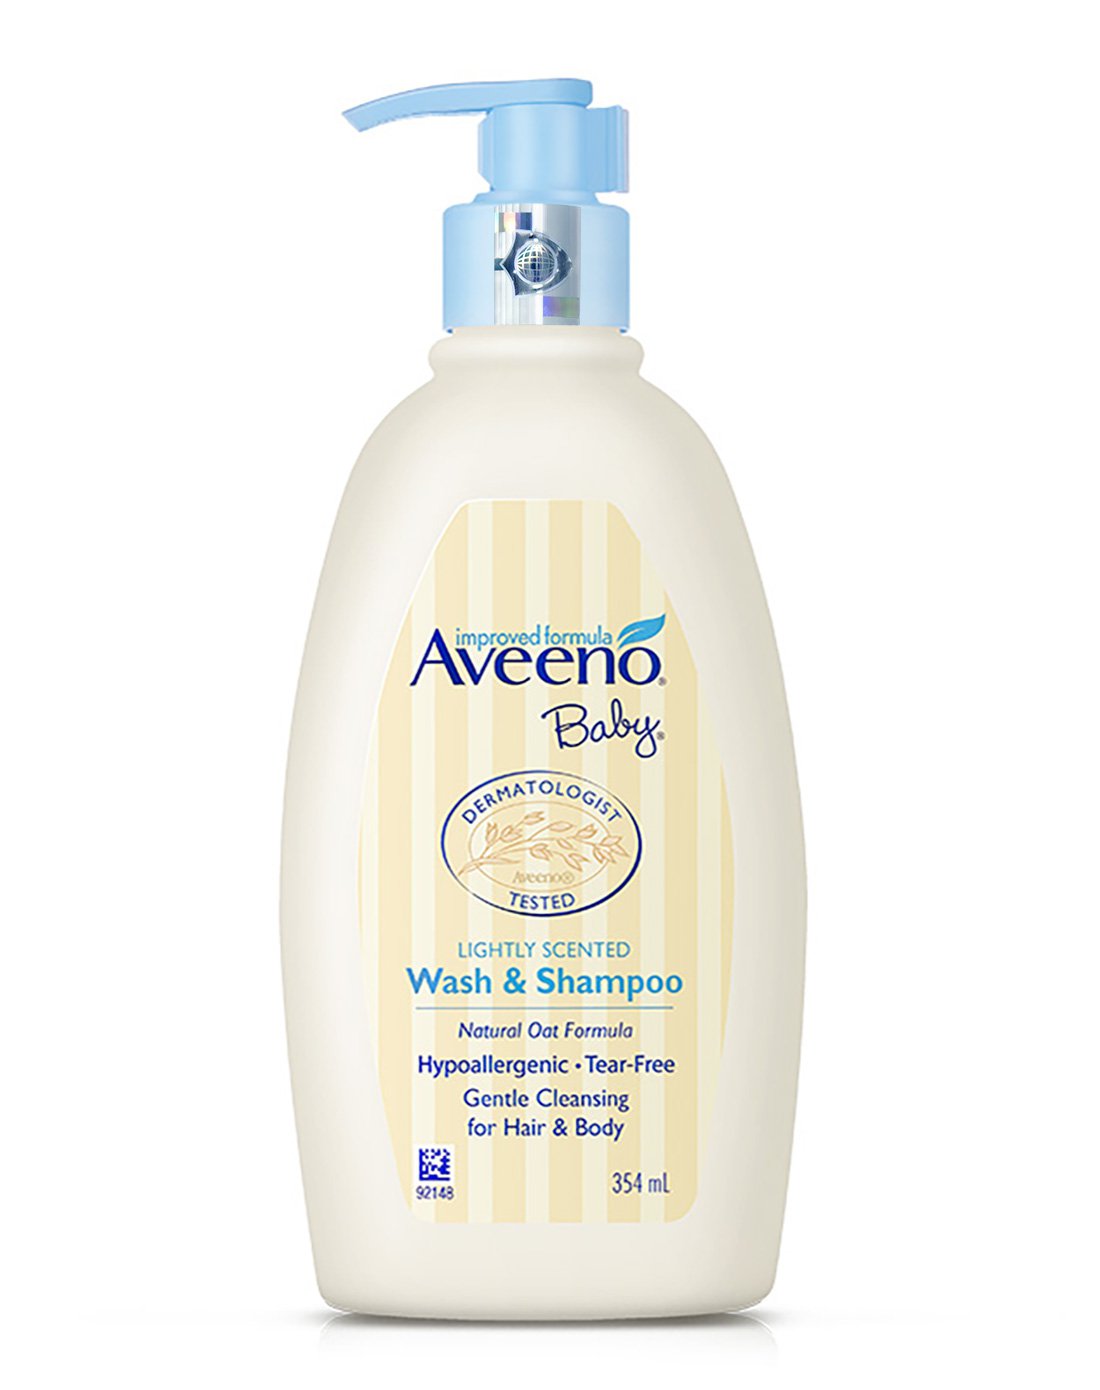 improved formula
Aveeno®
Baby®
DERMATOLOGIST
Aveeno®
TESTED
LIGHTLY SCENTED
Wash & Shampoo
Natural Oat Formula
Hypoallergenic • Tear-Free
Gentle Cleansing
for Hair & Body
92148
354 mL